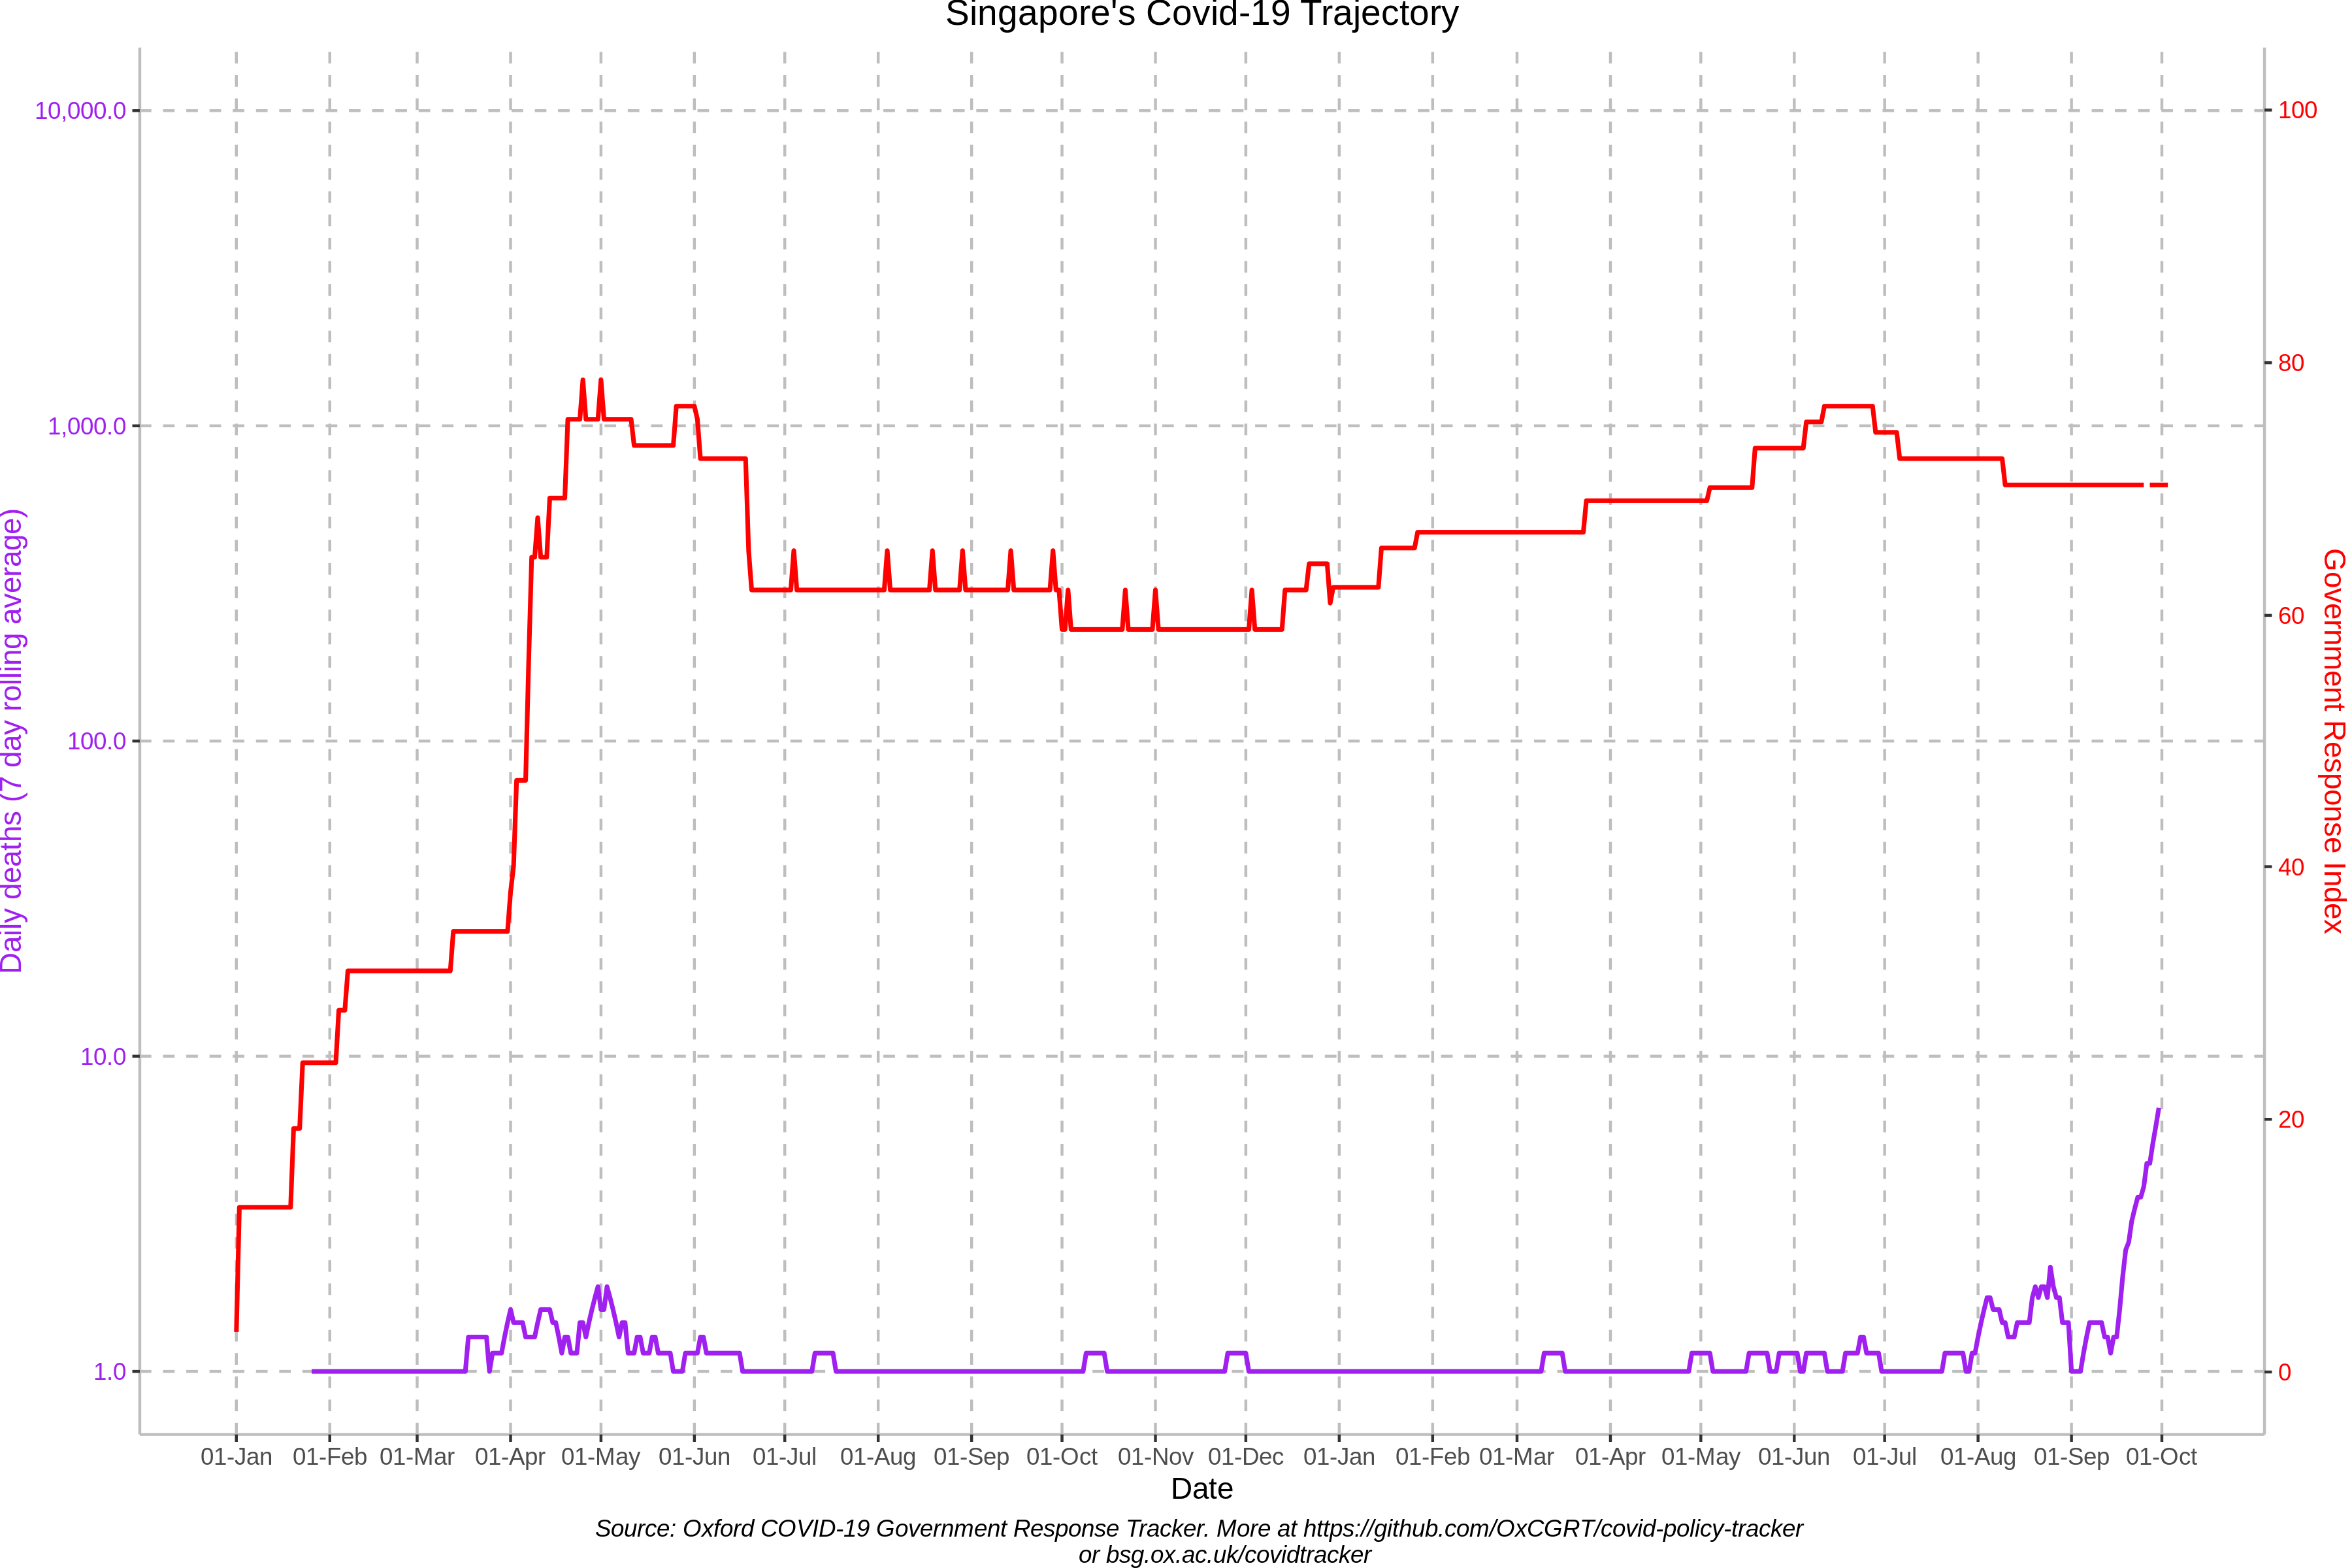 Singapore's Covid-19 Trajectory
10,000.0
1,000.0
100.0
10.0
1.0
Daily deaths (7 day rolling average)
100
80
60
40
20
0
Government Response Index
01-Jan 01-Feb 01-Mar 01-Apr 01-May 01-Jun 01-Jul 01-Aug 01-Sep 01-Oct 01-Nov 01-Dec 01-Jan 01-Feb 01-Mar 01-Apr 01-May 01-Jun 01-Jul 01-Aug 01-Sep 01-Oct
Date
Source: Oxford COVID-19 Government Response Tracker. More at https://github.com/OxCGRT/covid-policy-tracker
or bsg.ox.ac.uk/covidtracker